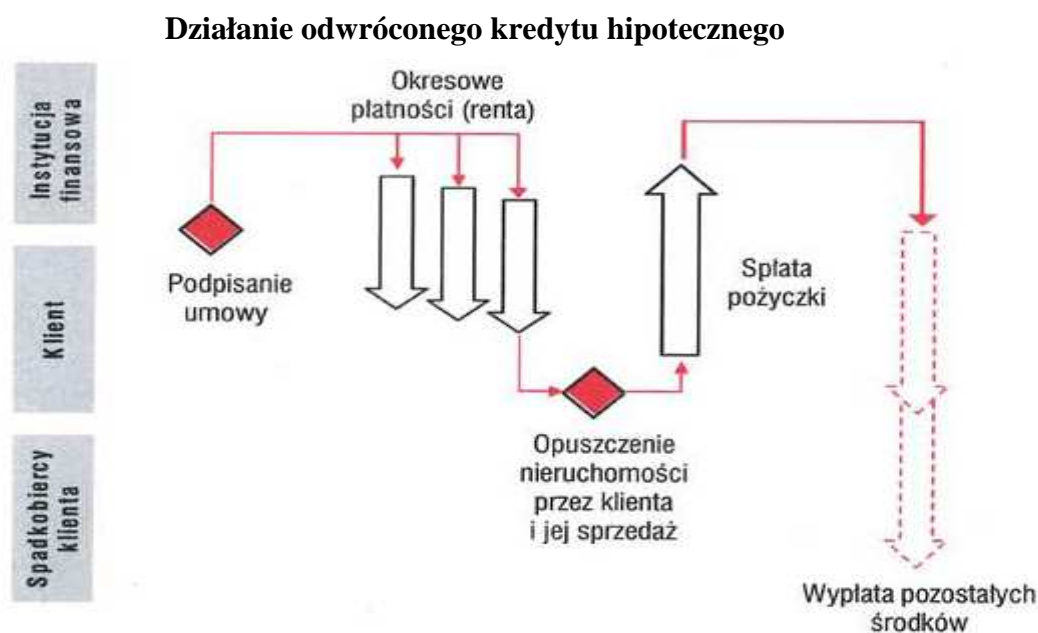 Działanie odwróconego kredytu hipotecznego
Instytucja
finansowa
Okresowe
płatności (renta)
Podpisanie
umowy
Klient
Spłata
pożyczki
Opuszczenie
nieruchomości
przez klienta
i jej sprzedaż
Spadkobiercy
klienta
Wypłata pozostałych
środków